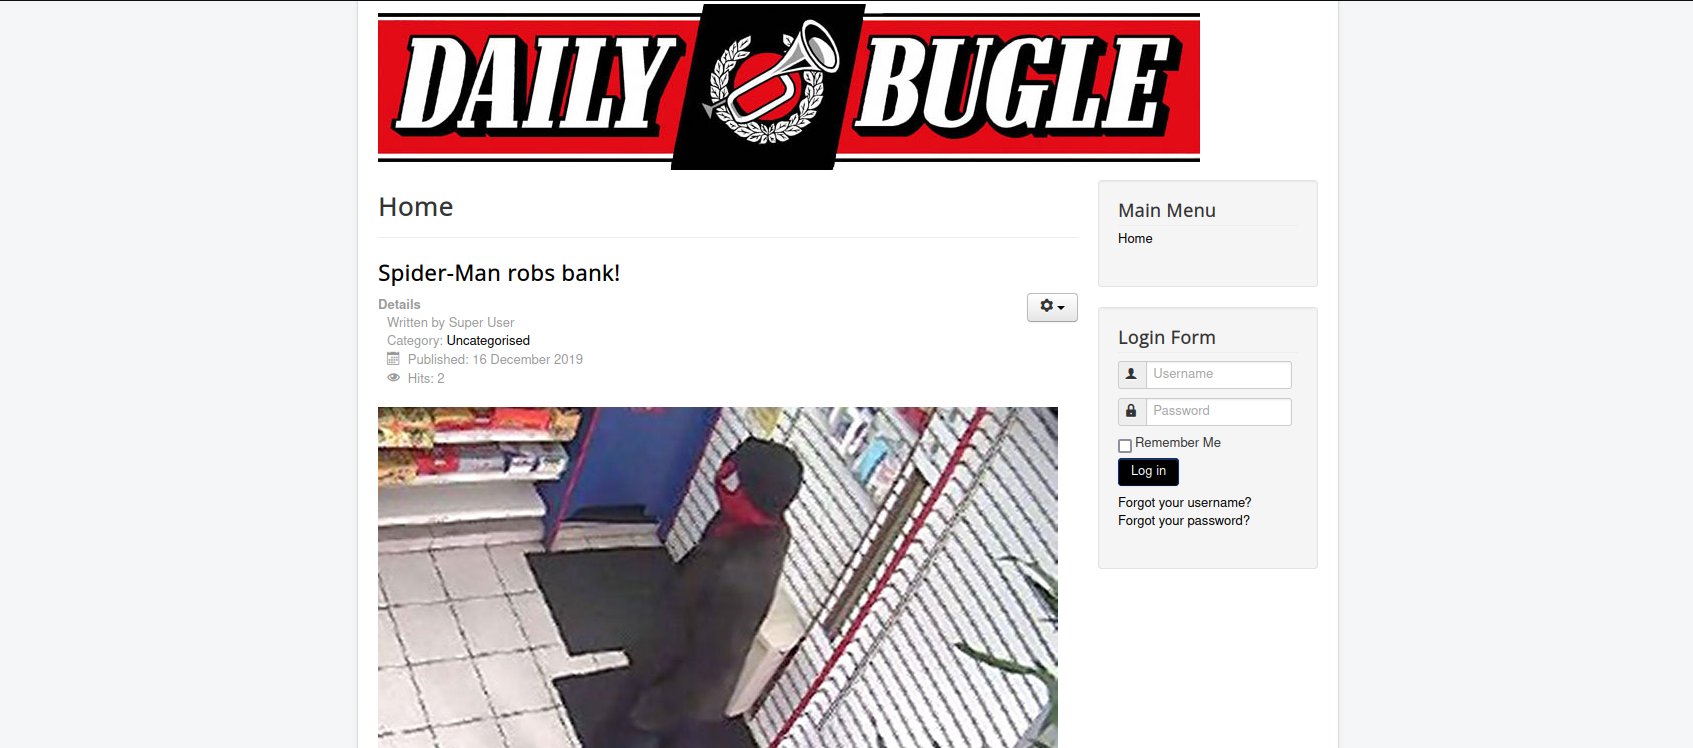 DAILY BUGLE
Home
Spider-Man robs bank!
Details
Written by Super User
Category: Uncategorised
Published: 16 December 2019
Hits: 2
Main Menu
Home
Login Form
Username
Password
Remember Me
Log in
Forgot your username?
Forgot your password?